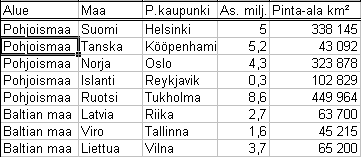 Alue Maa P.kaupunki As. milj. Pinta-ala km²
Pohjoismaa Suomi Helsinki 5 338 145
Pohjoismaa Tanska Kööpenhami 5,2 43 092
Pohjoismaa Norja Oslo 4,3 323 878
Pohjoismaa Islanti Reykjavik 0,3 102 829
Pohjoismaa Ruotsi Tukholma 8,6 449 964
Baltian maa Latvia Riika 2,7 63 700
Baltian maa Viro Tallinna 1,6 45 215
Baltian maa Liettua Vilna 3,7 65 200